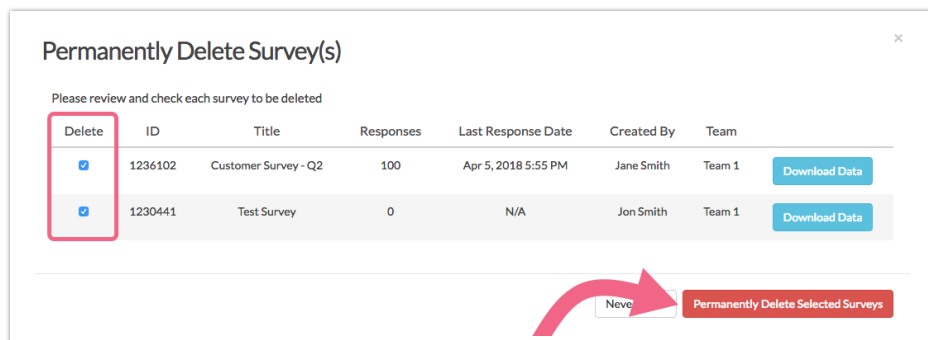 Permanently Delete Survey(s)
×
Please review and check each survey to be deleted
Delete ID Title Responses Last Response Date Created By Team
1236102 Customer Survey - Q2 100 Apr 5, 2018 5:55 PM Jane Smith Team 1 Download Data
1230441 Test Survey 0 N/A Jon Smith Team 1 Download Data
Permanently Delete Selected Surveys